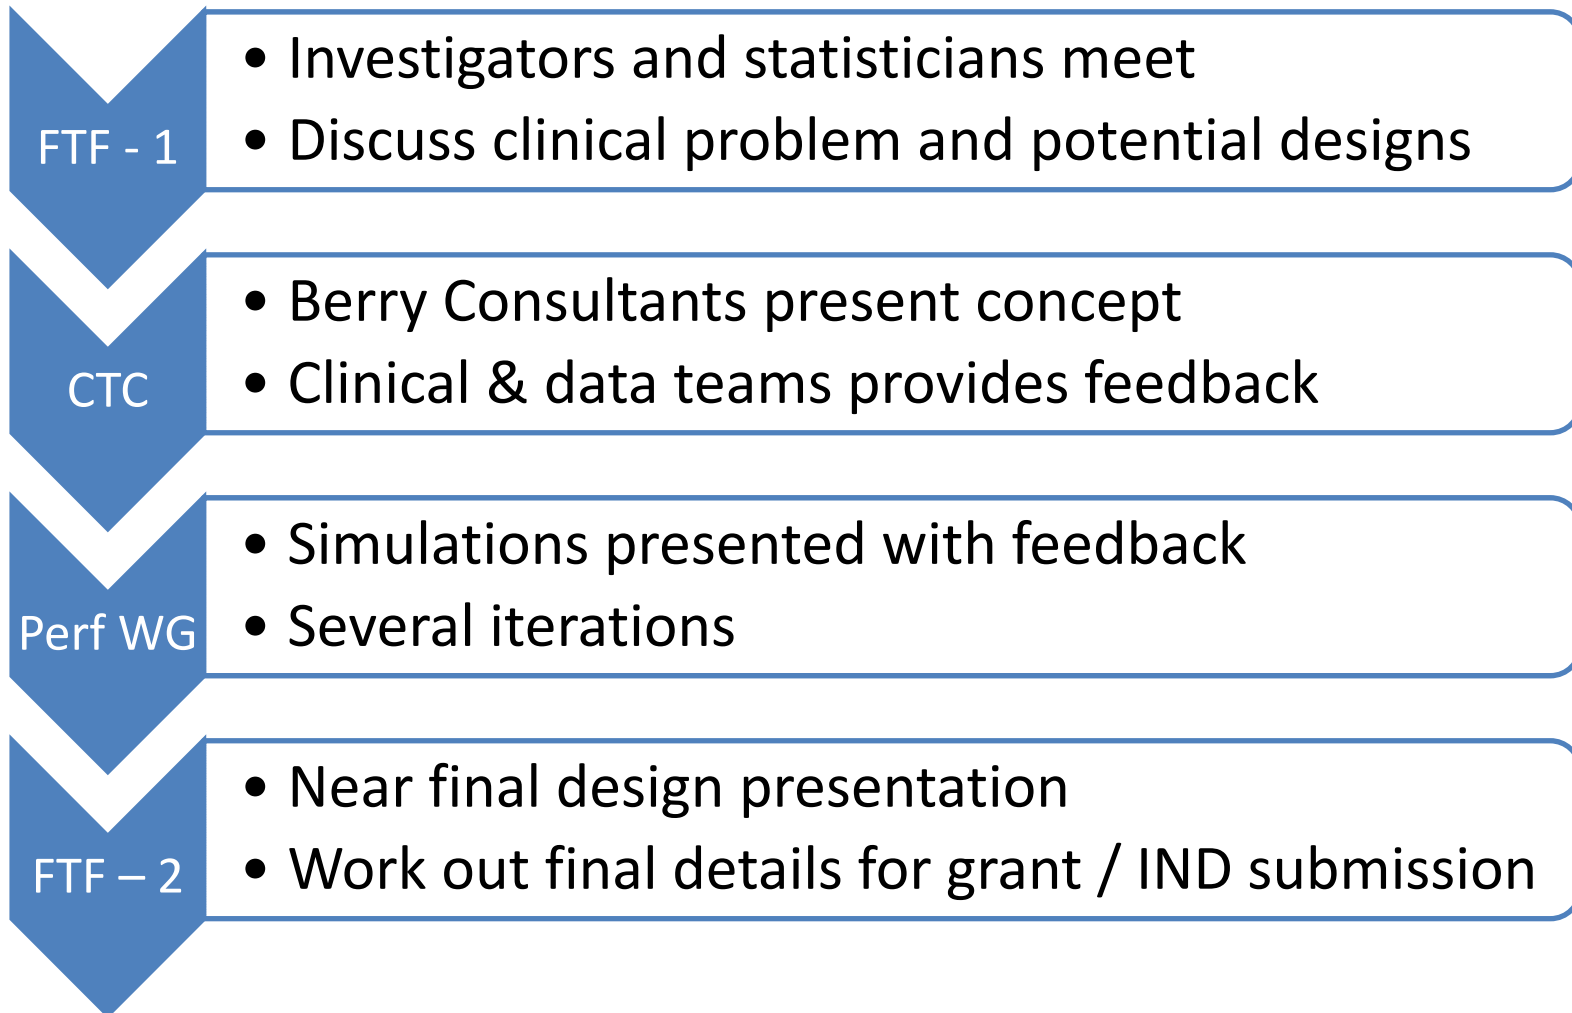 FTF - 1
• Investigators and statisticians meet
• Discuss clinical problem and potential designs
CTC
• Berry Consultants present concept
• Clinical & data teams provides feedback
Perf WG
• Simulations presented with feedback
• Several iterations
FTF – 2
• Near final design presentation
• Work out final details for grant / IND submission